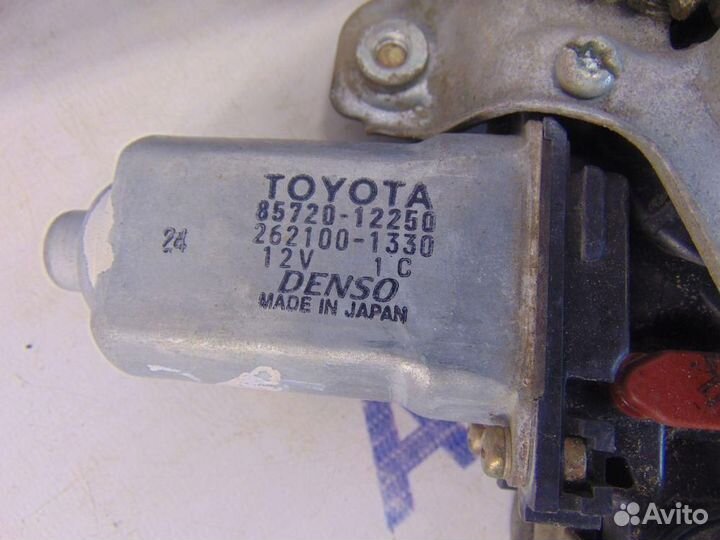 TOYOTA
85720-12250
24 262100-1330
12V 1C
DENSO
MADE IN JAPAN
Avito